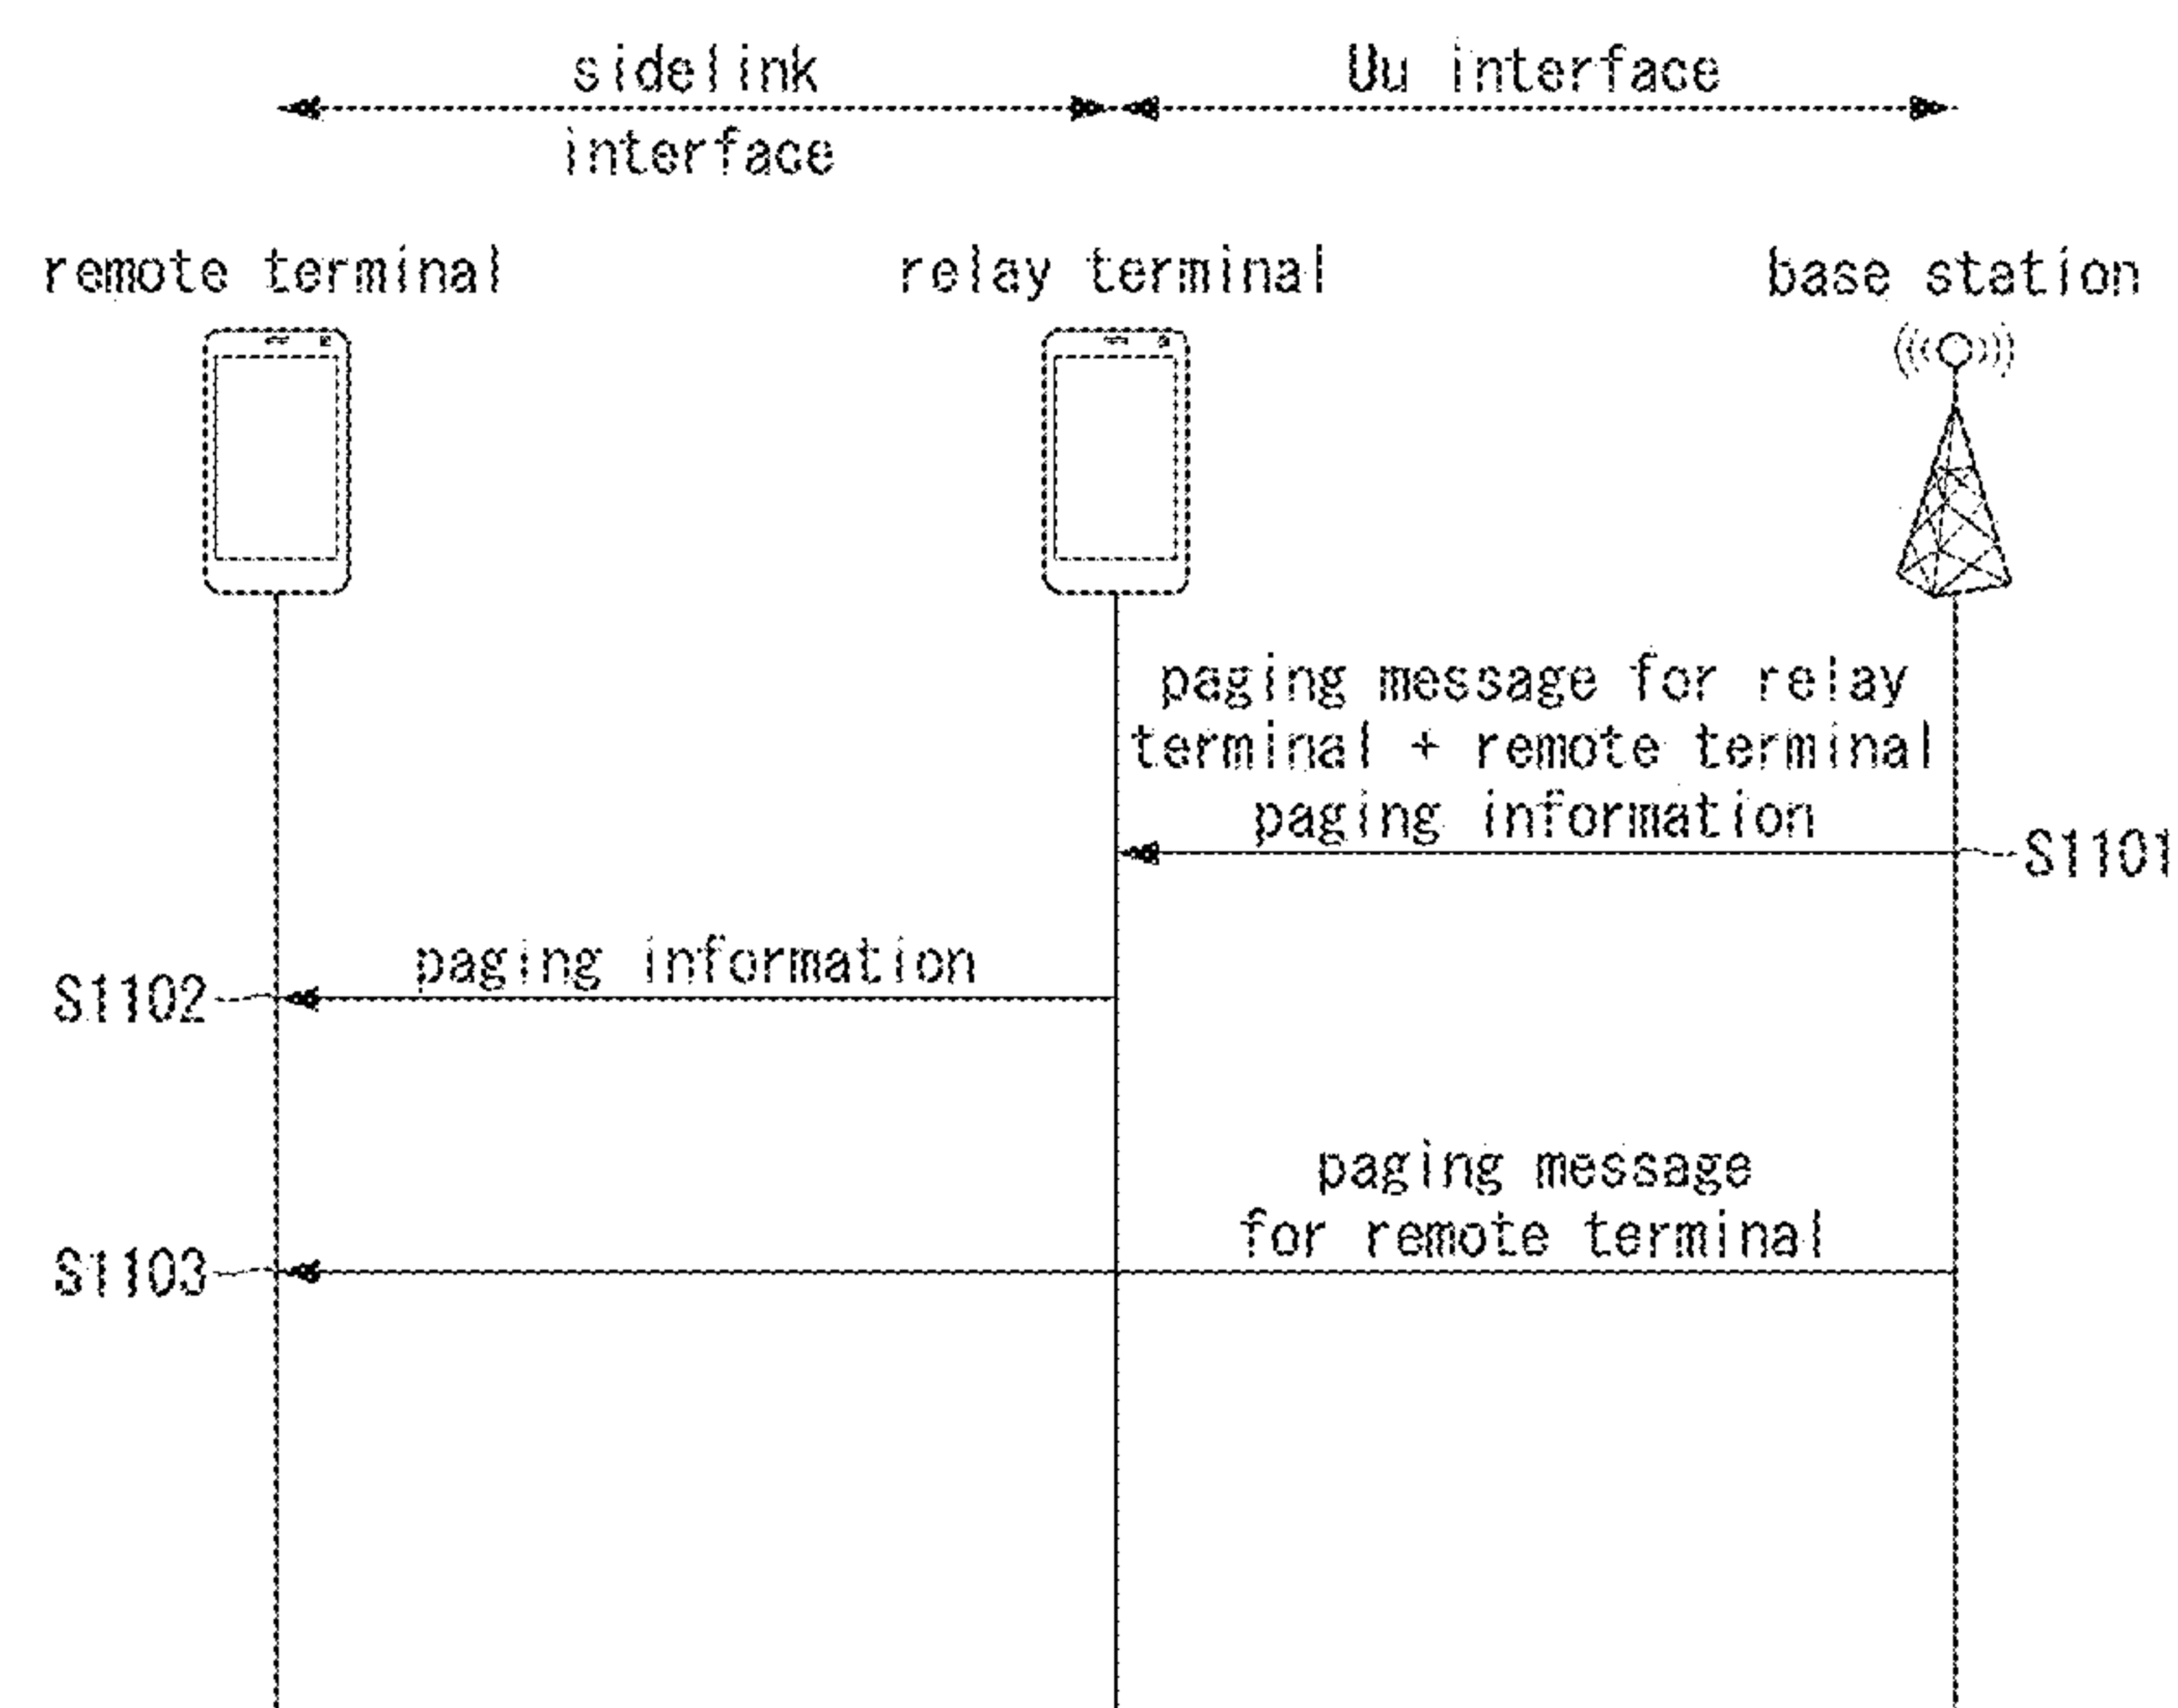 sidelink
interface
Uu interface
remote terminal
relay terminal
base station
paging message for relay
terminal + remote terminal
paging information
S1101
paging information
S1102
paging message
for remote terminal
S1103